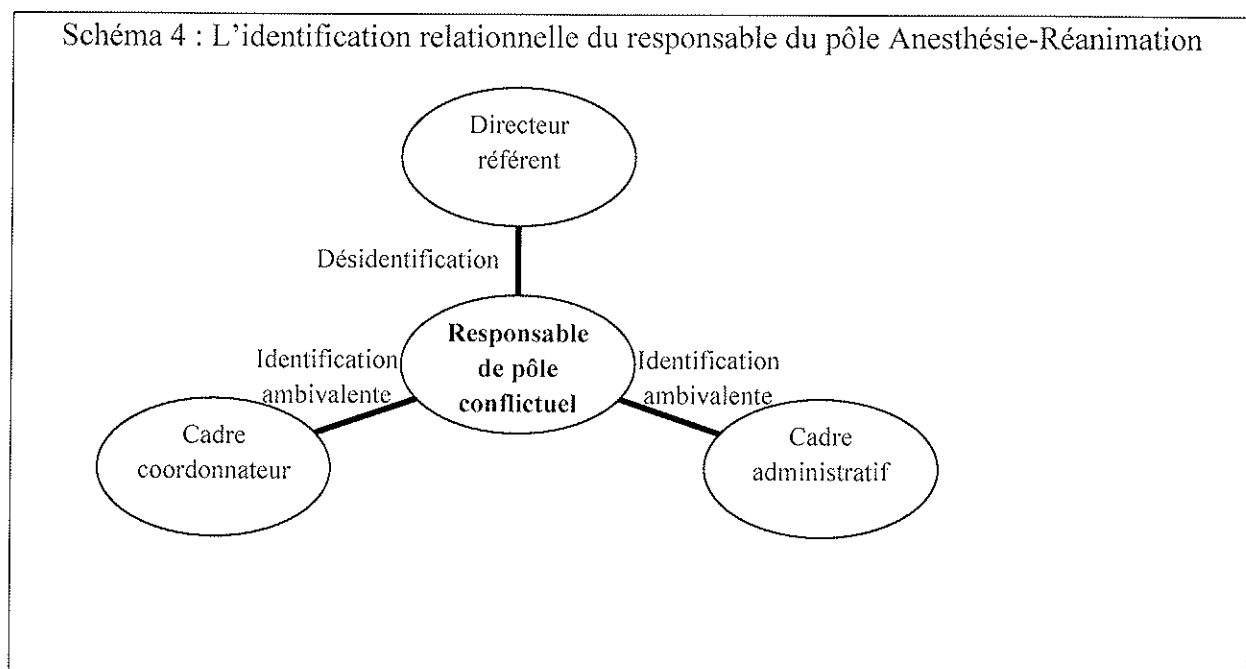 Schéma 4 : L'identification relationnelle du responsable du pôle Anesthésie-Réanimation
Directeur
référent
Désidentification
Responsable
de pôle
conflictuel
Identification
ambivalente
Identification
ambivalente
Cadre
coordonnateur
Cadre
administratif